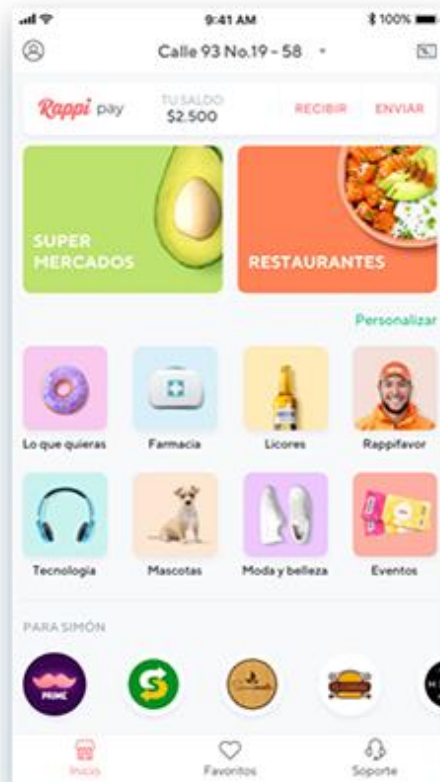 9:41 AM
100%
Calle 93 No.19 - 58
Rappi pay
TU SALDO
$2.500
RECIBIR
ENVIAR
SUPER
MERCADOS
RESTAURANTES
Personalizar
Lo que quieras
Farmacia
Licores
Rappifavor
Tecnología
Mascotas
Moda y belleza
Eventos
PARA SIMÓN
PRIME
Inicio
Favoritos
Soporte